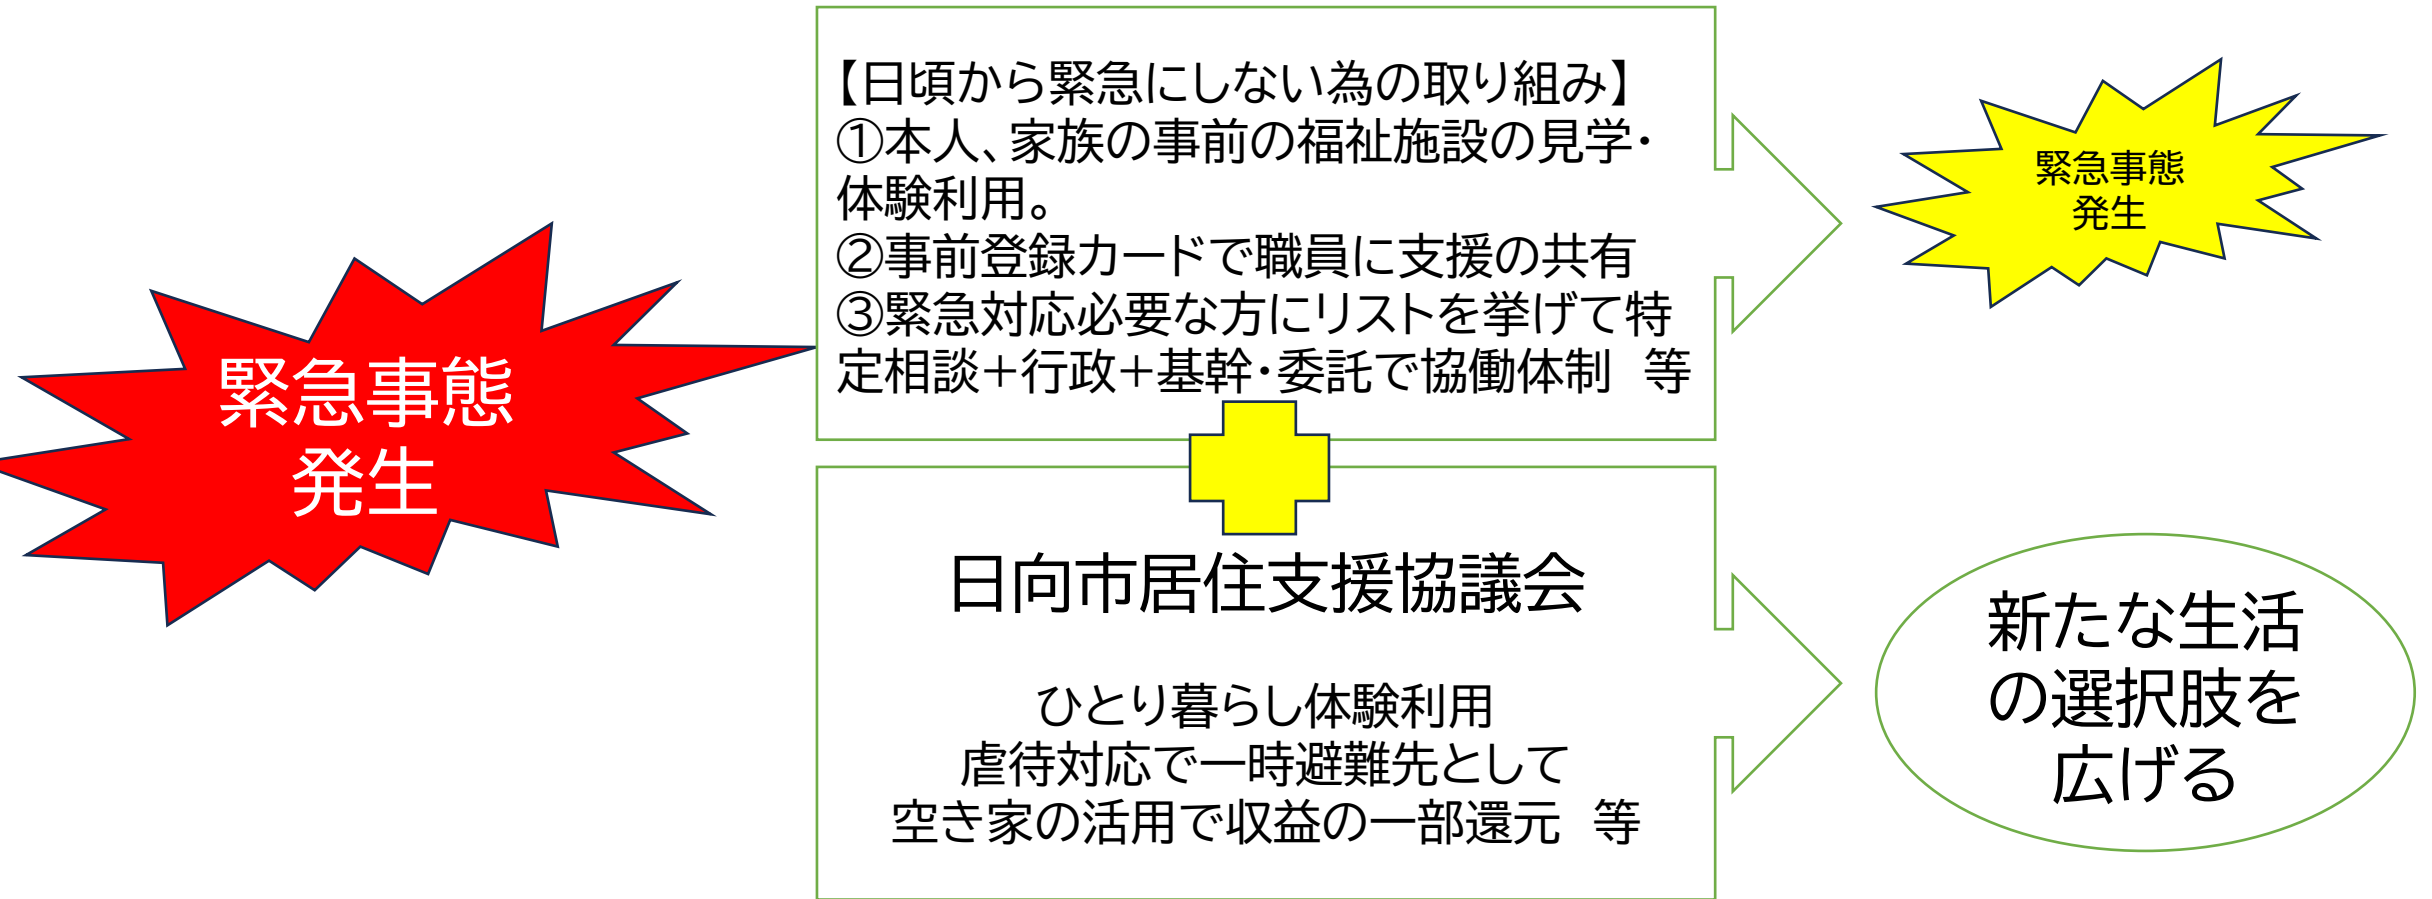 緊急事態
発生
【日頃から緊急にしない為の取り組み】
①本人、家族の事前の福祉施設の見学・
体験利用。
②事前登録カードで職員に支援の共有
③緊急対応必要な方にリストを挙げて特
定相談＋行政＋基幹・委託で協働体制　等
緊急事態
発生
日向市居住支援協議会
ひとり暮らし体験利用
虐待対応で一時避難先として
空き家の活用で収益の一部還元　等
新たな生活
の選択肢を
広げる